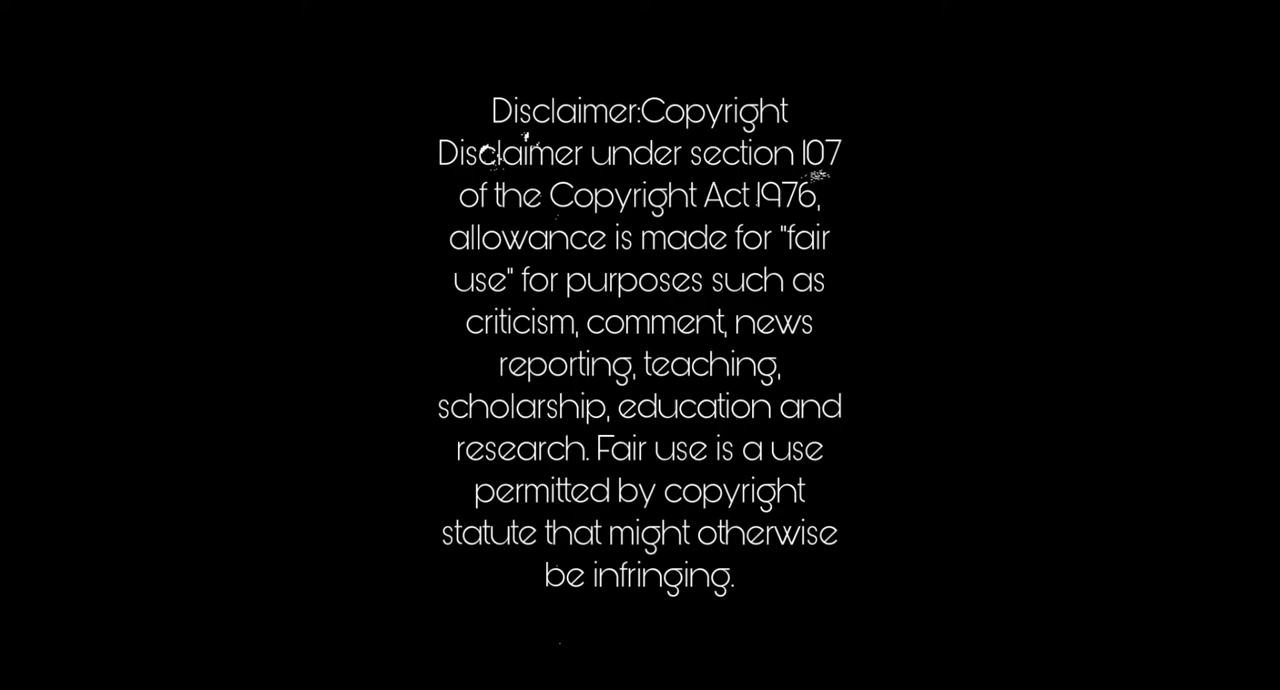 Disclaimer:Copyright
Disclaimer under section 107
of the Copyright Act 1976,
allowance is made for "fair
use" for purposes such as
criticism, comment, news
reporting, teaching,
scholarship, education and
research. Fair use is a use
permitted by copyright
statute that might otherwise
be infringing.